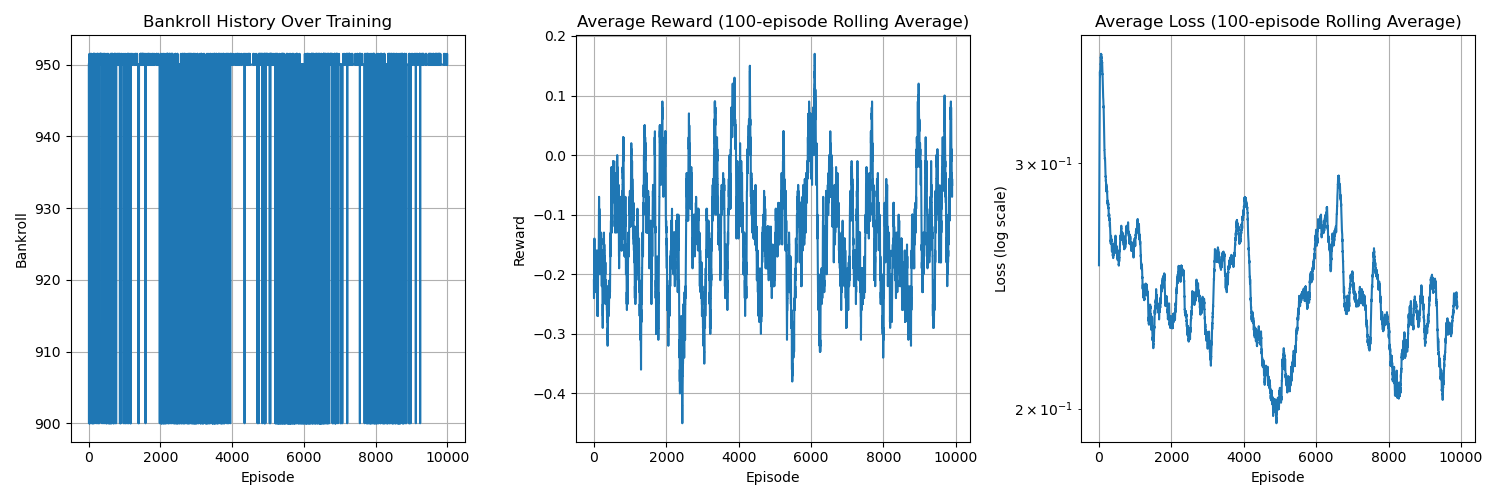 Bankroll History Over Training
950
940
930
920
910
900
Bankroll
0 2000 4000 6000 8000 10000
Episode
Average Reward (100-episode Rolling Average)
0.2
0.1
0.0
−0.1
−0.2
−0.3
−0.4
Reward
0 2000 4000 6000 8000 10000
Episode
Average Loss (100-episode Rolling Average)
3 × 10⁻¹
2 × 10⁻¹
Loss (log scale)
0 2000 4000 6000 8000 10000
Episode